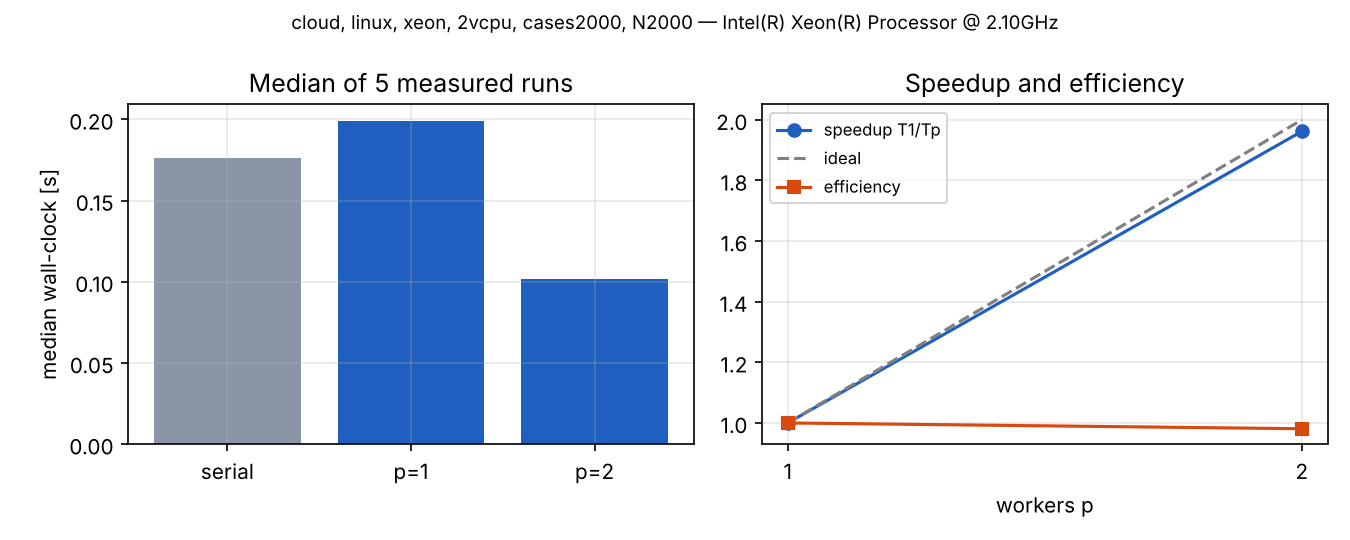 cloud, linux, xeon, 2vcpu, cases2000, N2000 — Intel(R) Xeon(R) Processor @ 2.10GHz
Median of 5 measured runs
median wall-clock [s]
0.20
0.15
0.10
0.05
0.00
serial
p=1
p=2
Speedup and efficiency
speedup T1/Tp
ideal
efficiency
2.0
1.8
1.6
1.4
1.2
1.0
1
2
workers p